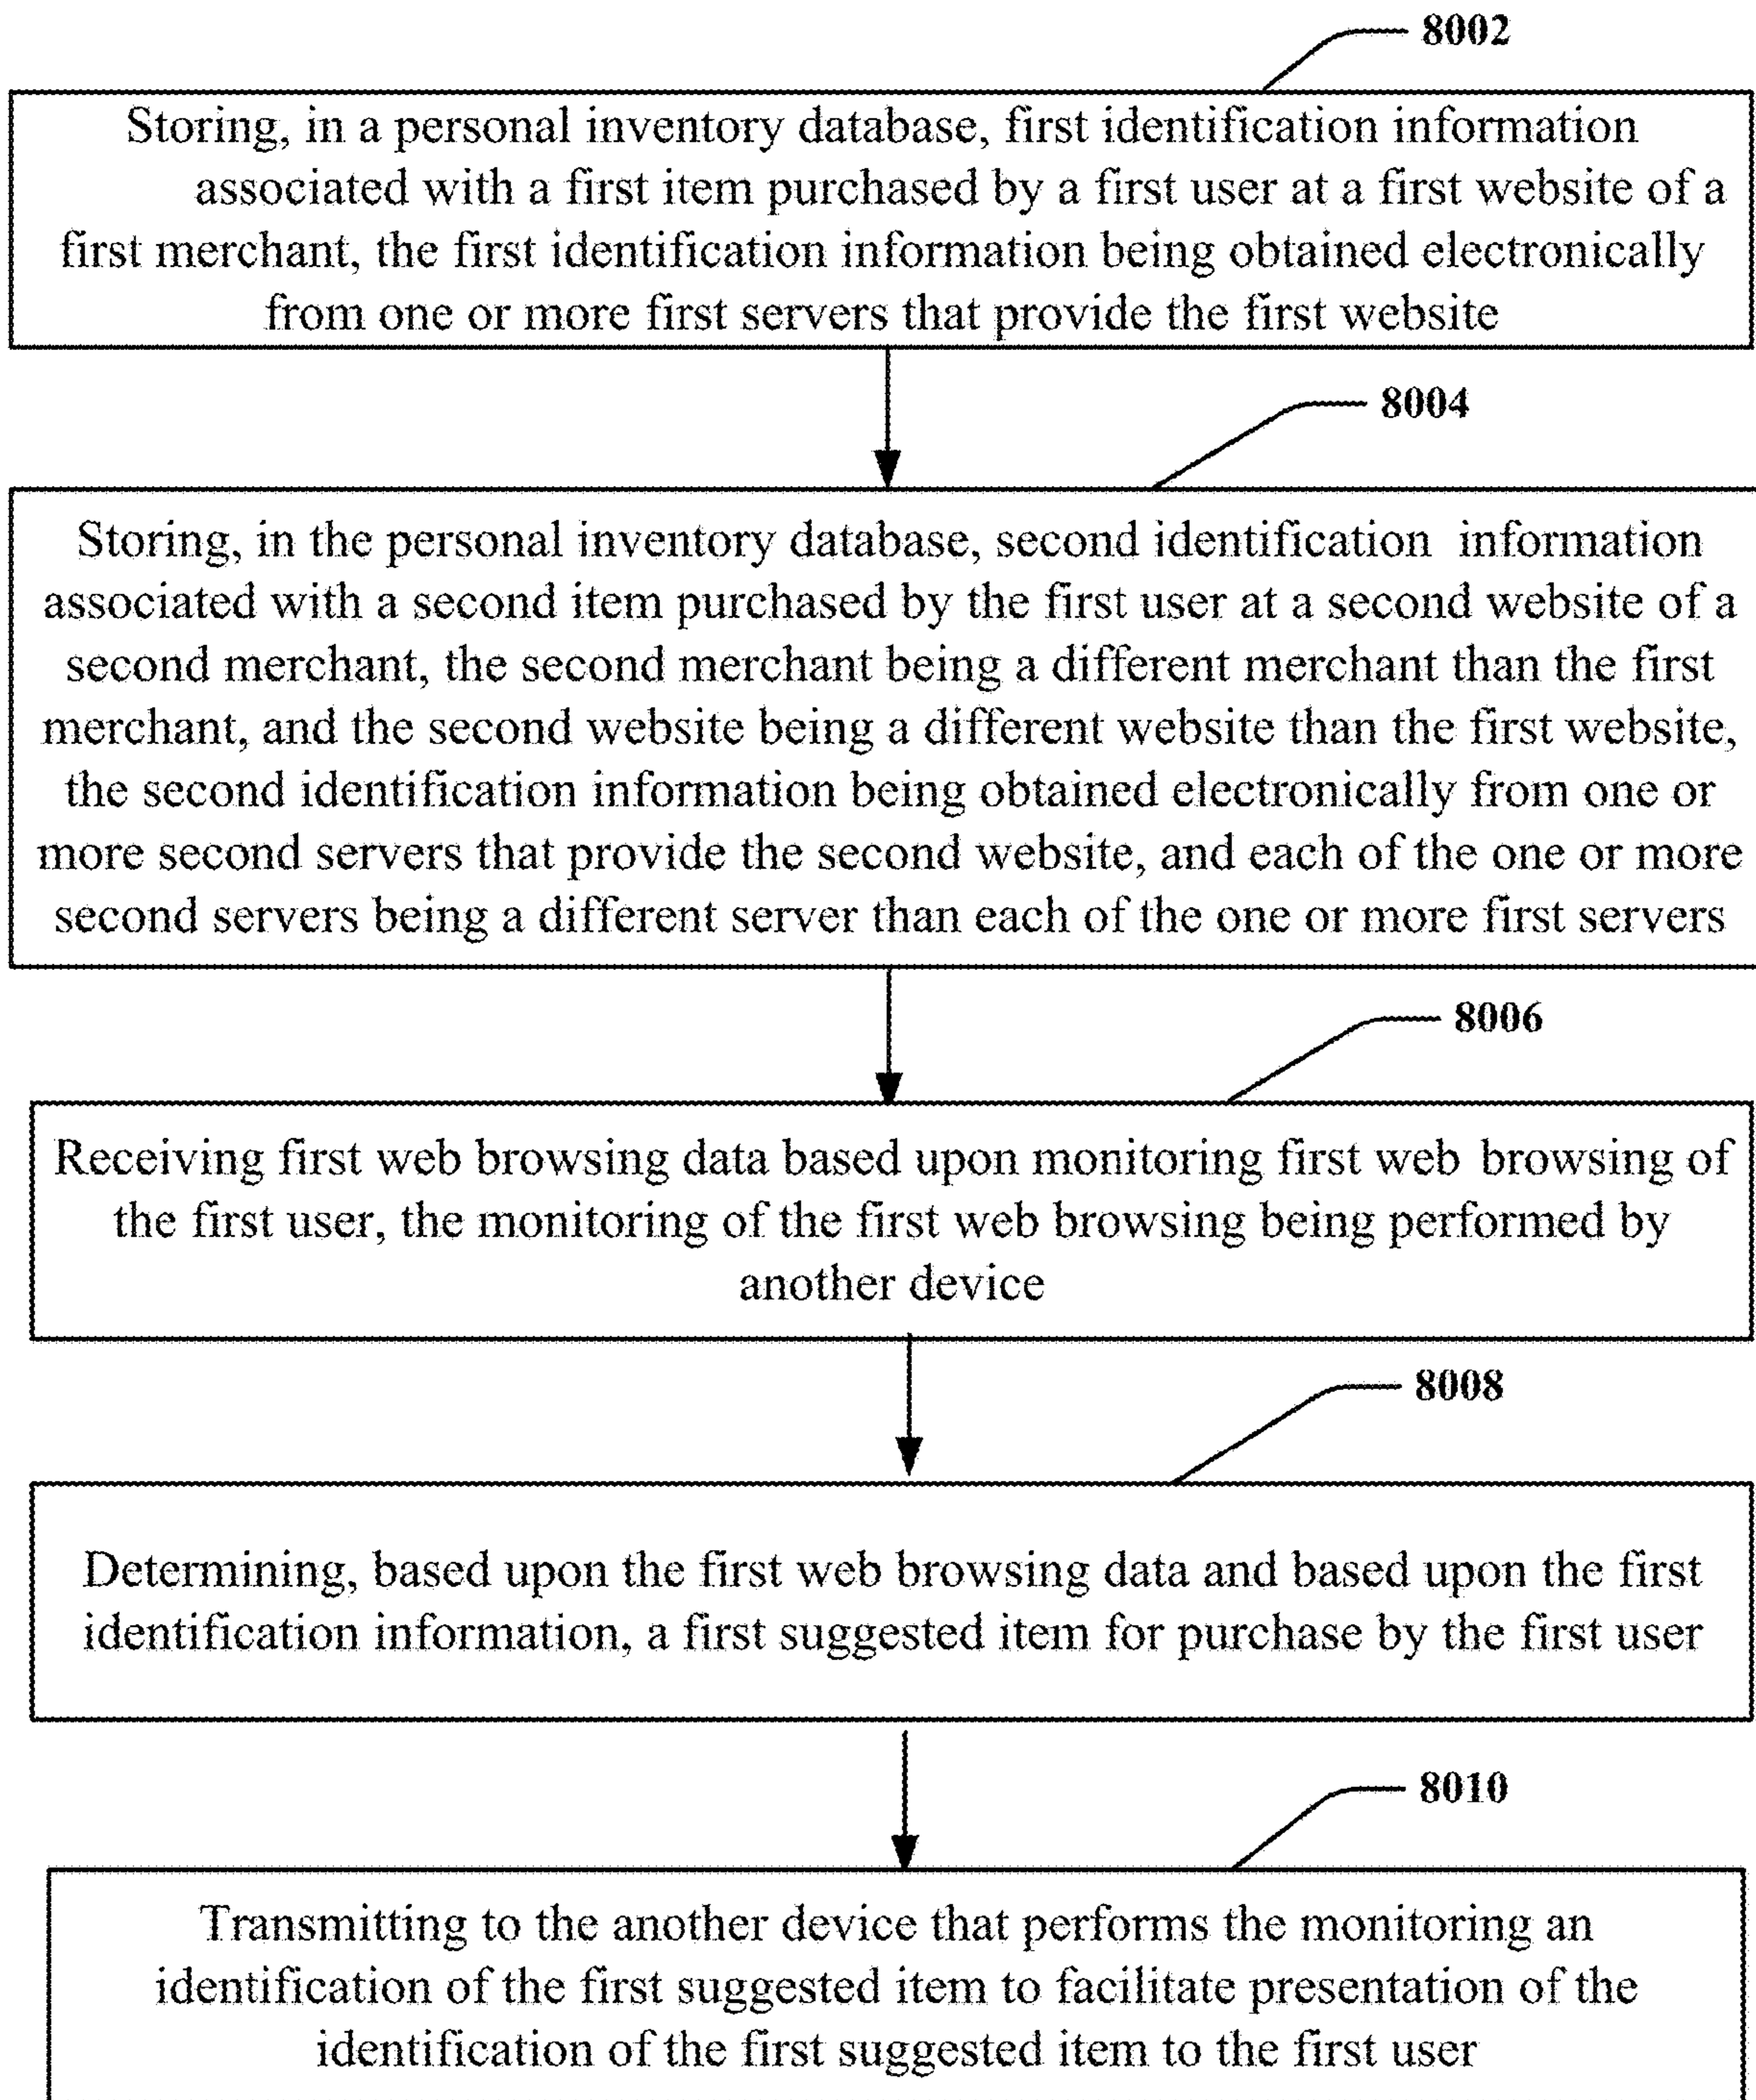 8002
Storing, in a personal inventory database, first identification information
associated with a first item purchased by a first user at a first website of a
first merchant, the first identification information being obtained electronically
from one or more first servers that provide the first website
8004
Storing, in the personal inventory database, second identification information
associated with a second item purchased by the first user at a second website of a
second merchant, the second merchant being a different merchant than the first
merchant, and the second website being a different website than the first website,
the second identification information being obtained electronically from one or
more second servers that provide the second website, and each of the one or more
second servers being a different server than each of the one or more first servers
8006
Receiving first web browsing data based upon monitoring first web browsing of
the first user, the monitoring of the first web browsing being performed by
another device
8008
Determining, based upon the first web browsing data and based upon the first
identification information, a first suggested item for purchase by the first user
8010
Transmitting to the another device that performs the monitoring an
identification of the first suggested item to facilitate presentation of the
identification of the first suggested item to the first user